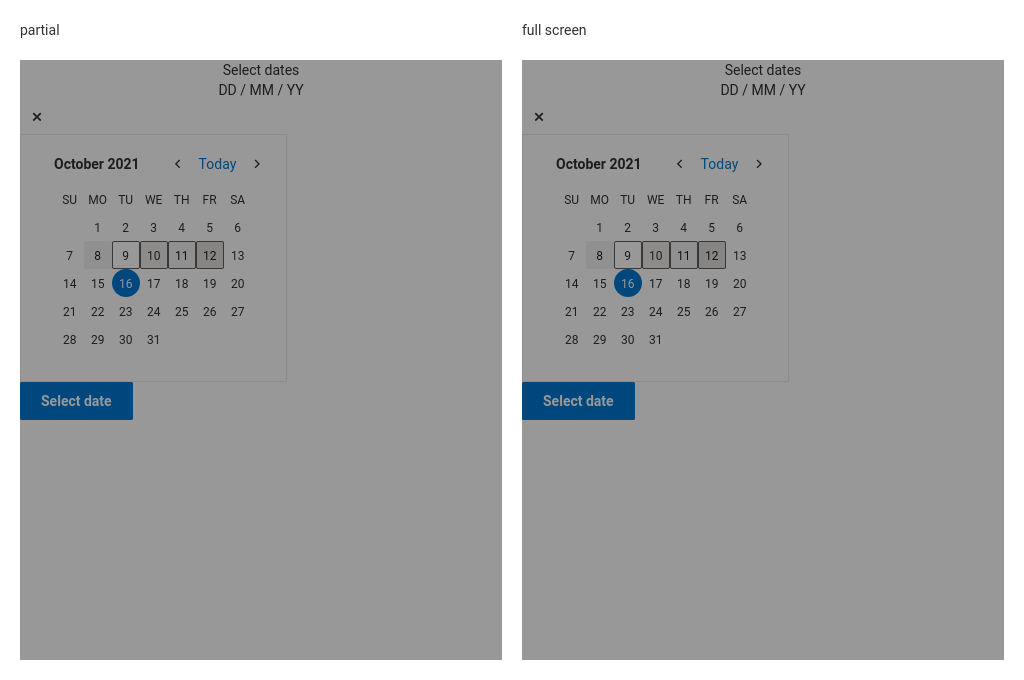 partial
Select dates
DD / MM / YY
×
October 2021 Today
SU MO TU WE TH FR SA
1 2 3 4 5 6
7 8 9 10 11 12 13
14 15 16 17 18 19 20
21 22 23 24 25 26 27
28 29 30 31
Select date
full screen
Select dates
DD / MM / YY
×
October 2021 Today
SU MO TU WE TH FR SA
1 2 3 4 5 6
7 8 9 10 11 12 13
14 15 16 17 18 19 20
21 22 23 24 25 26 27
28 29 30 31
Select date